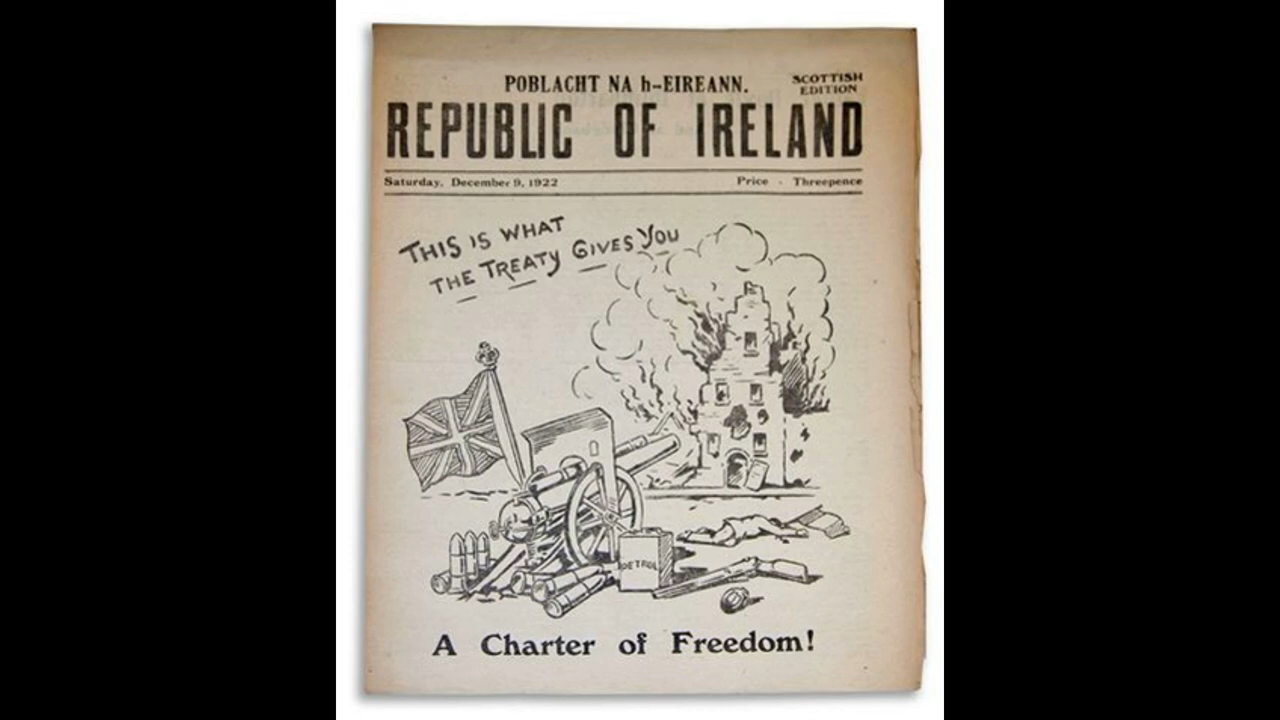 POBLACHT NA h-EIREANN.
SCOTTISH
EDITION
REPUBLIC OF IRELAND
Saturday, December 9, 1922
Price - Threepence
THIS IS WHAT
THE TREATY GIVES YOU
PETROL
A Charter of Freedom!